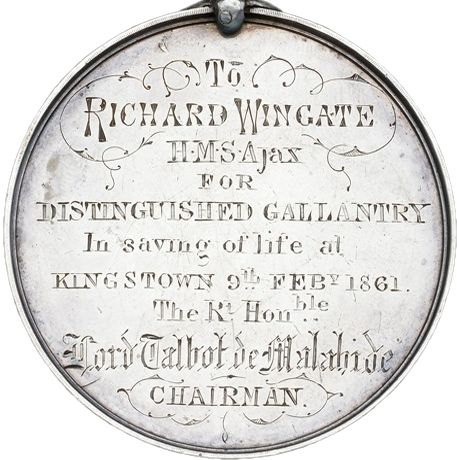 To
RICHARD WINGATE
H.M.S. Ajax
FOR
DISTINGUISHED GALLANTRY
In saving of life at
KINGSTOWN 9th FEBY 1861.
The Rt Honble
Lord Talbot de Malahide
CHAIRMAN.